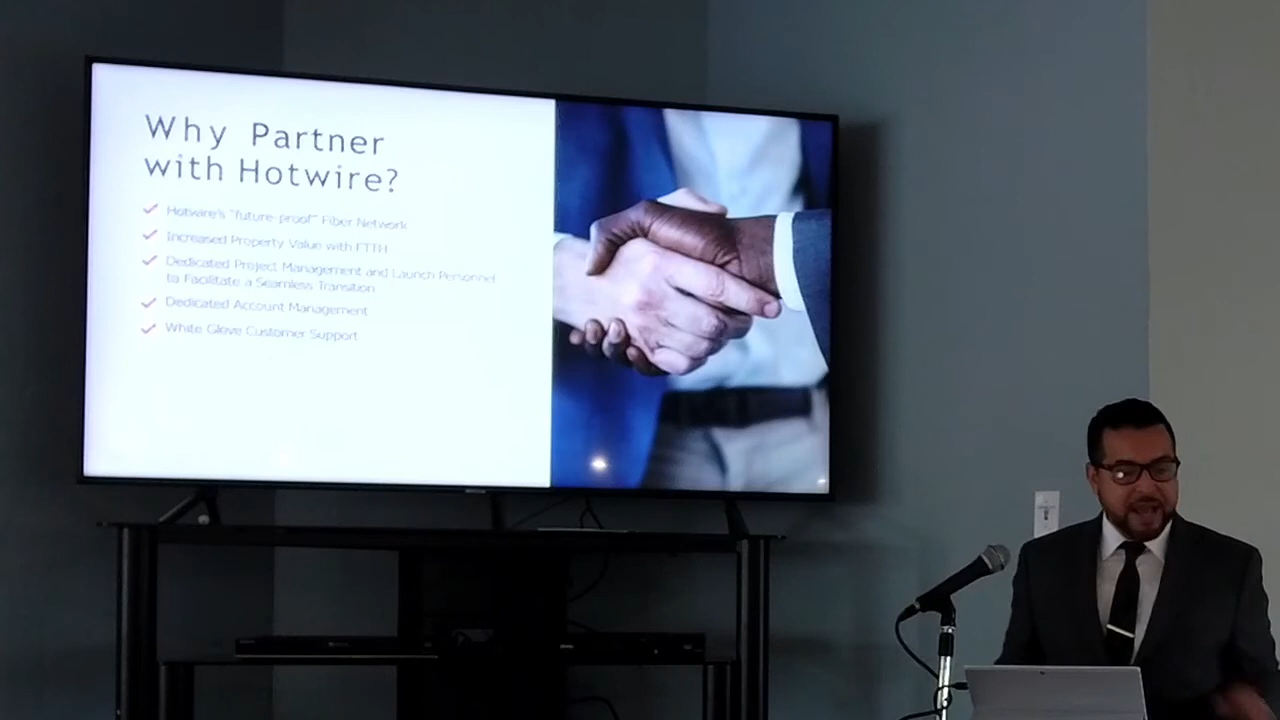 Why Partner
with Hotwire?
Hotwire's "future-proof" Fiber Network
Increased Property Value with FTTH
Dedicated Project Management and Launch Personnel
to Facilitate a Seamless Transition
Dedicated Account Management
White Glove Customer Support